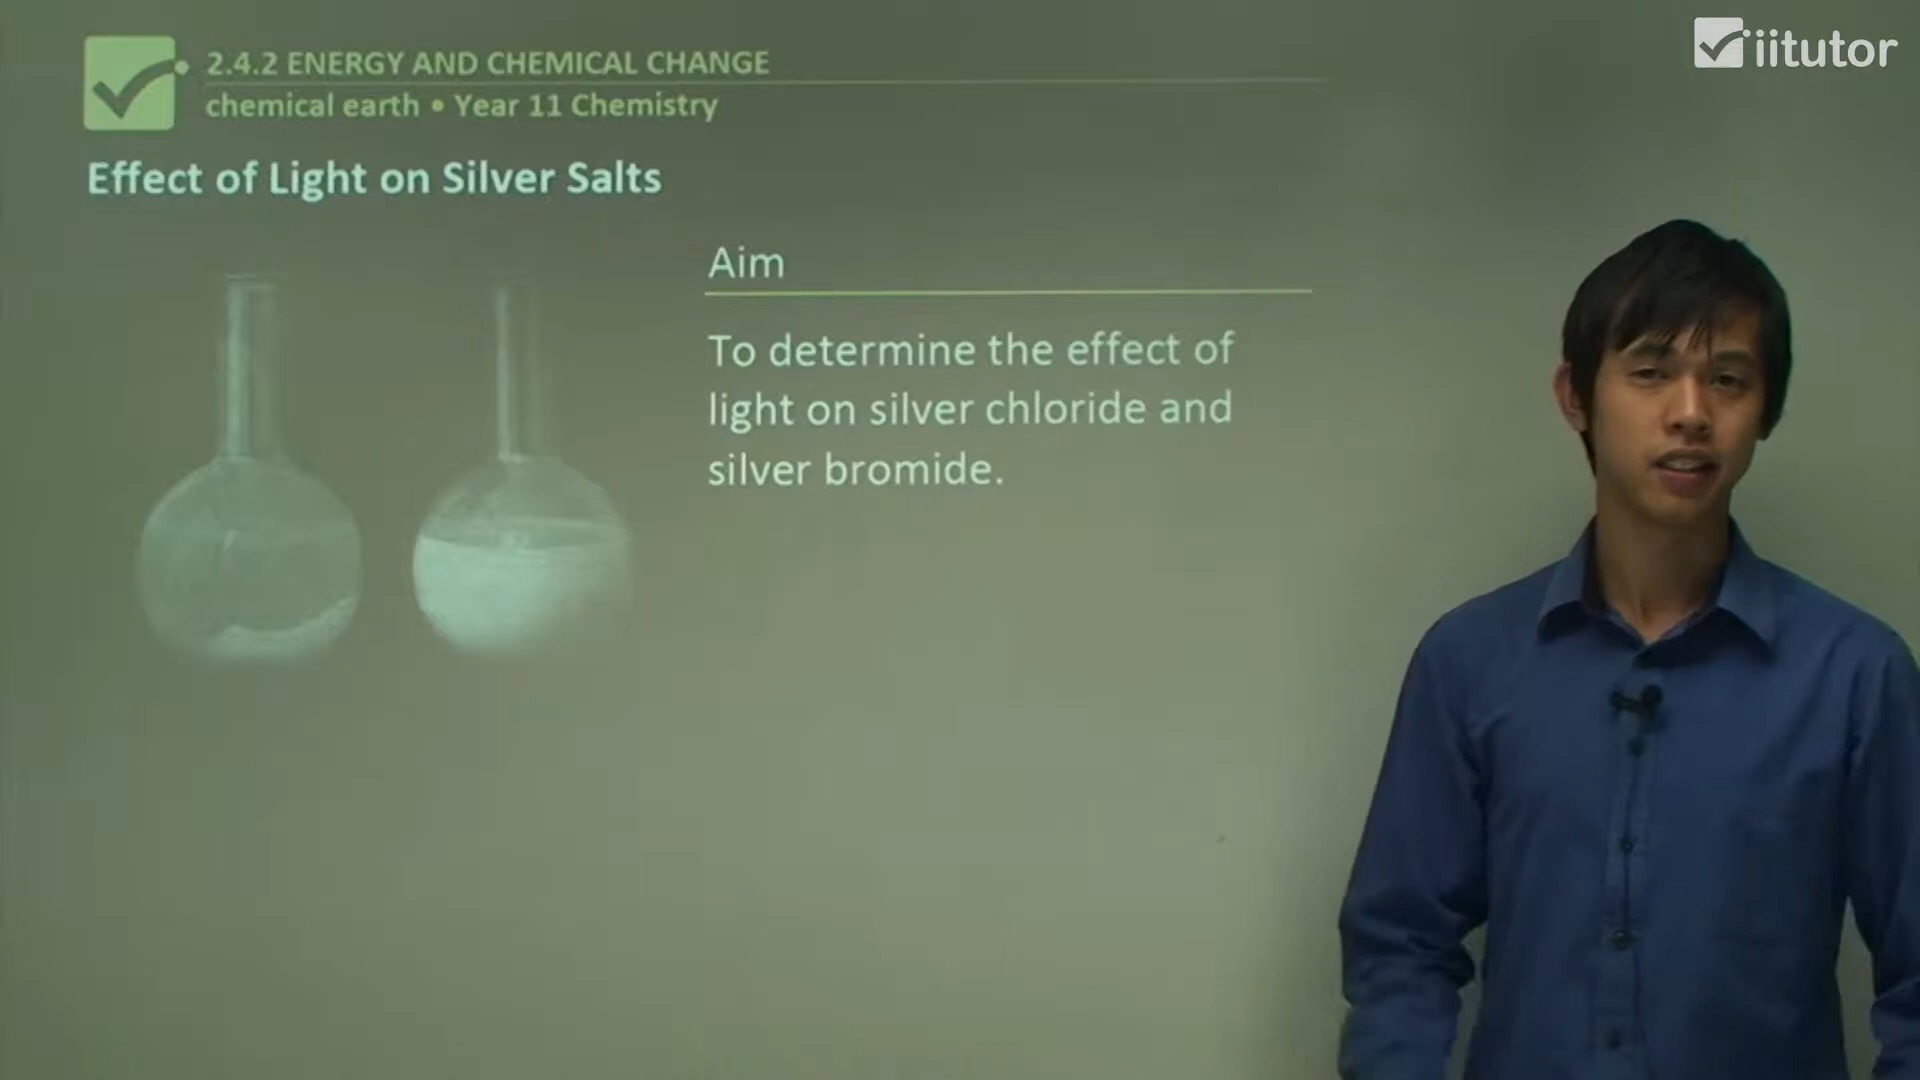 2.4.2 ENERGY AND CHEMICAL CHANGE
chemical earth • Year 11 Chemistry
iitutor
Effect of Light on Silver Salts
Aim
To determine the effect of
light on silver chloride and
silver bromide.